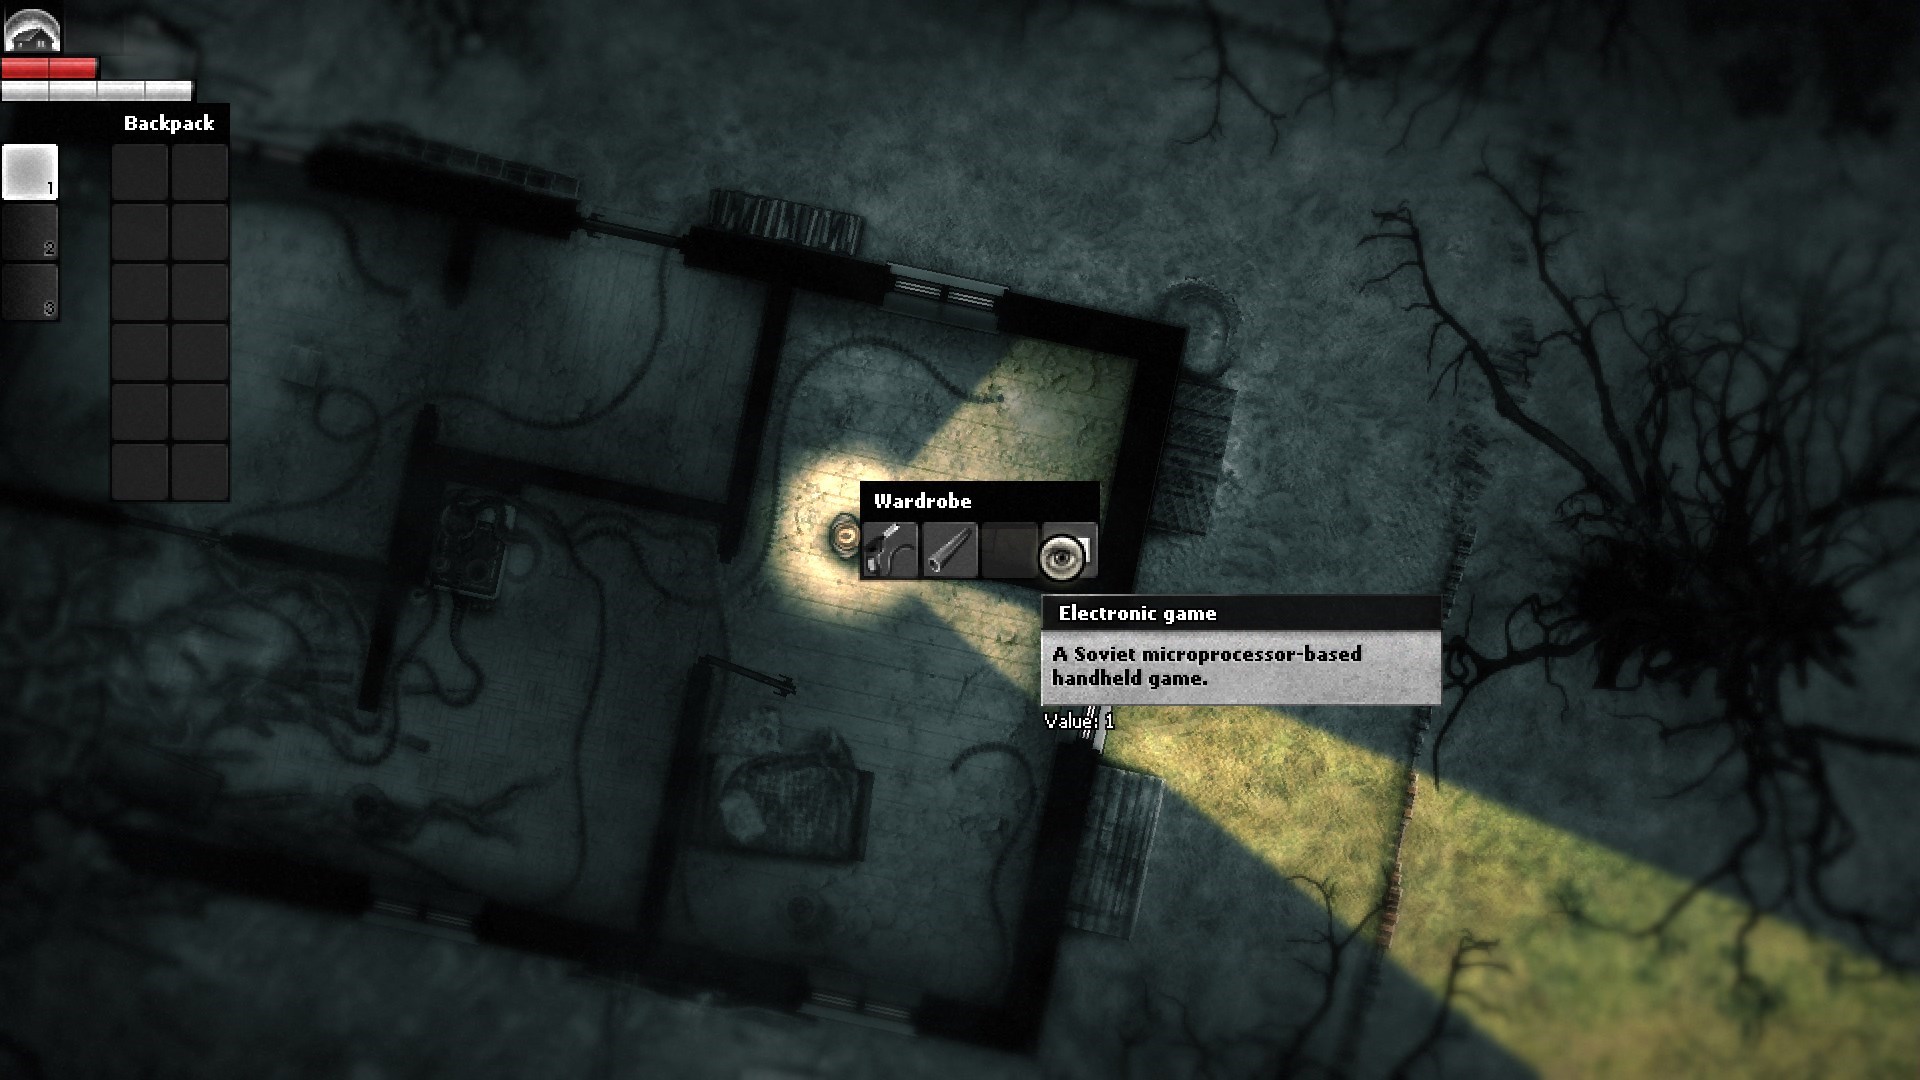 Backpack
1
2
3
Wardrobe
Electronic game
A Soviet microprocessor-based
handheld game.
Value: 1